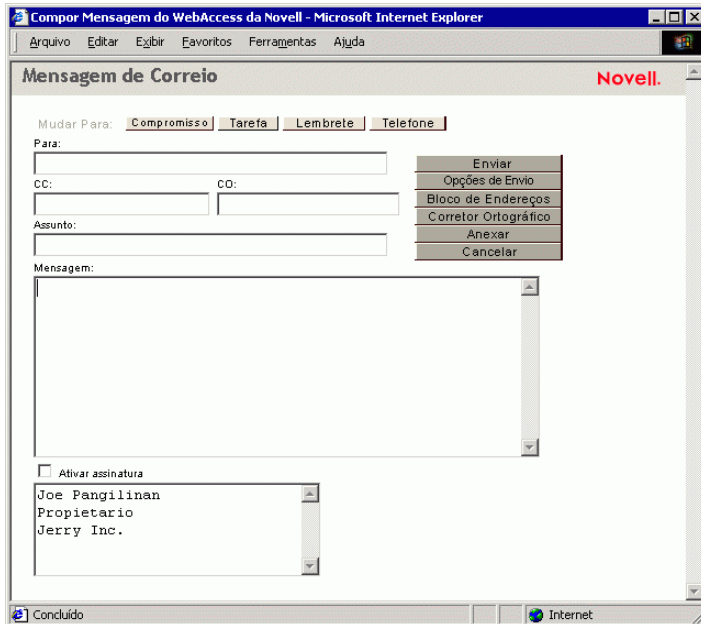 Compor Mensagem do WebAccess da Novell - Microsoft Internet Explorer
Arquivo Editar Exibir Favoritos Ferramentas Ajuda
Mensagem de Correio
Novell.
Mudar Para: Compromisso Tarefa Lembrete Telefone
Para:
Enviar
CC: CO:
Opções de Envio
Bloco de Endereços
Corretor Ortográfico
Assunto:
Anexar
Cancelar
Mensagem:
Ativar assinatura
Joe Pangilinan
Propietario
Jerry Inc.
Concluído Internet